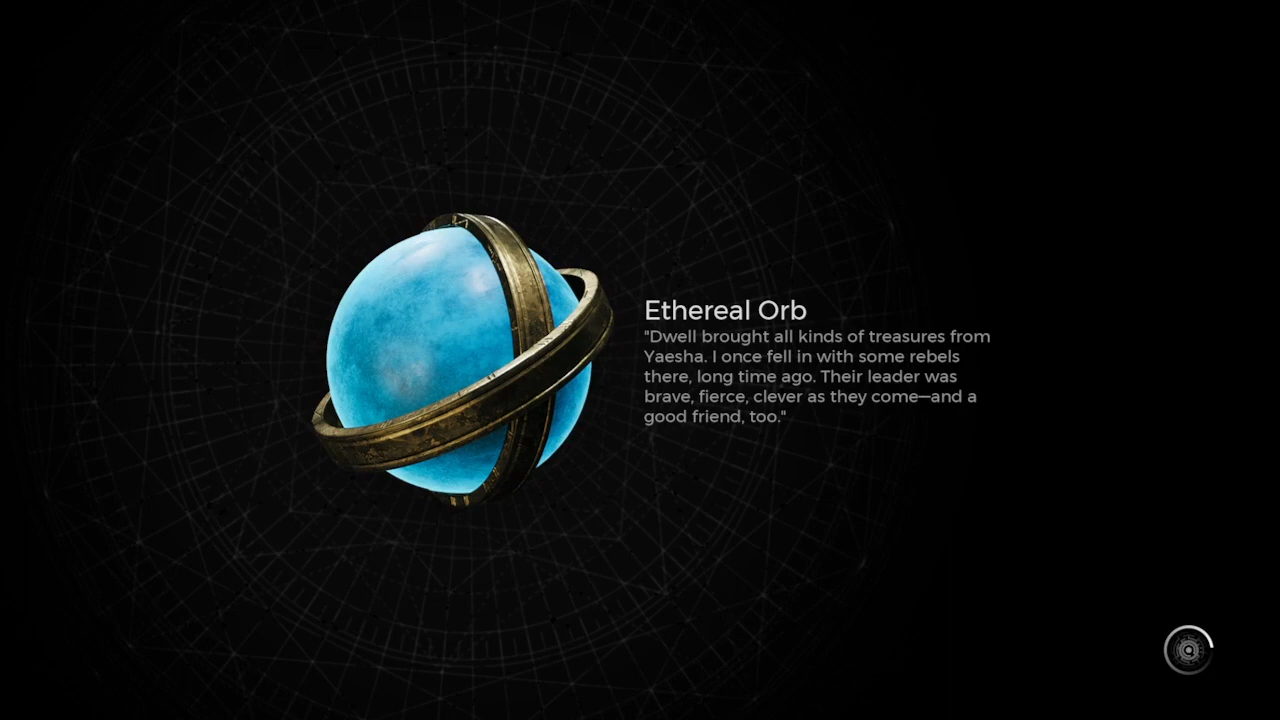 Ethereal Orb
"Dwell brought all kinds of treasures from
Yaesha. I once fell in with some rebels
there, long time ago. Their leader was
brave, fierce, clever as they come—and a
good friend, too."